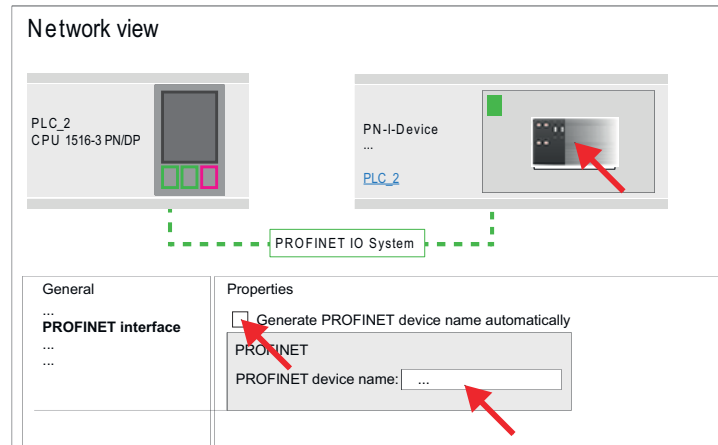 Network view
PLC_2
CPU 1516-3 PN/DP
PN-I-Device
...
PLC_2
PROFINET IO System
General
...
PROFINET interface
...
...
Properties
Generate PROFINET device name automatically
PROFINET
PROFINET device name:
...